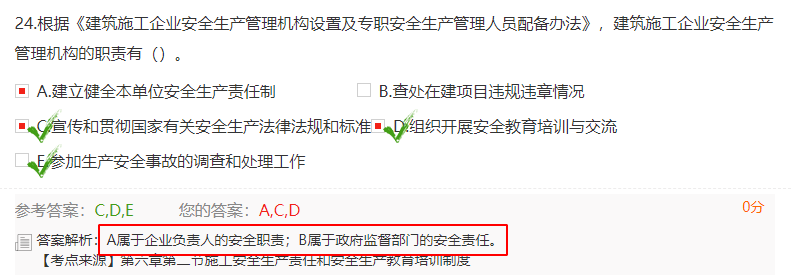 24.根据《建筑施工企业安全生产管理机构设置及专职安全生产管理人员配备办法》，建筑施工企业安全生产
管理机构的职责有（）。
A.建立健全本单位安全生产责任制
B.查处在建项目违规违章情况
C.宣传和贯彻国家有关安全生产法律法规和标准
D.组织开展安全教育培训与交流
E.参加生产安全事故的调查和处理工作
参考答案：C,D,E 您的答案：A,C,D 0分
答案解析：A属于企业负责人的安全职责；B属于政府监督部门的安全责任。
【考点来源】第六章第二节施工安全生产责任和安全生产教育培训制度